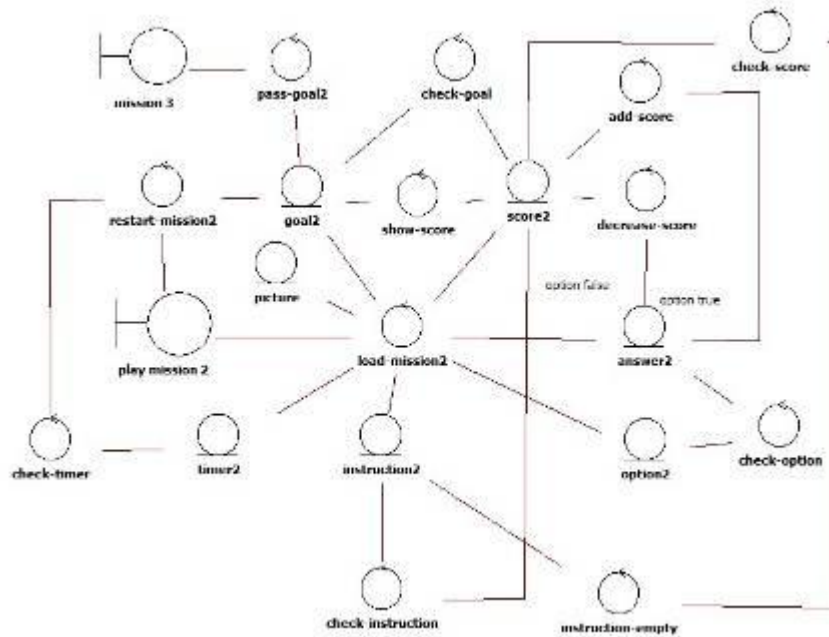 check-score
mission 3
pass-goal2
check-goal
add-score
restart-mission2
goal2
show-score
score2
decrease-score
picture
option false
option true
play mission 2
load-mission2
answer2
check-timer
timer2
instruction2
option2
check-option
check instruction
instruction-empty